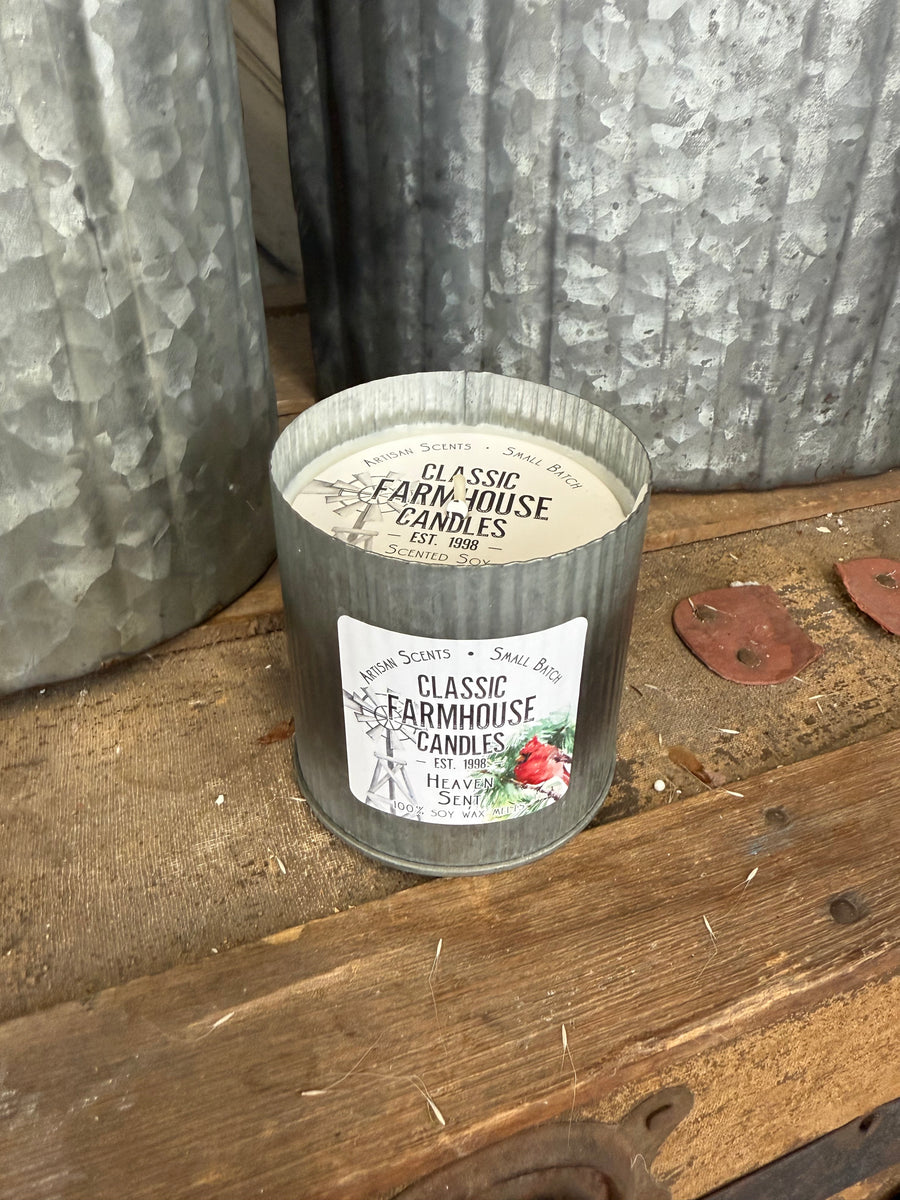 ARTISAN SCENTS • SMALL BATCH
CLASSIC
FARMHOUSE
CANDLES
— EST. 1998 —
SCENTED SOY
ARTISAN SCENTS • SMALL BATCH
CLASSIC
FARMHOUSE
CANDLES
— EST. 1998 —
HEAVEN
SENT
100% SOY WAX MELTS